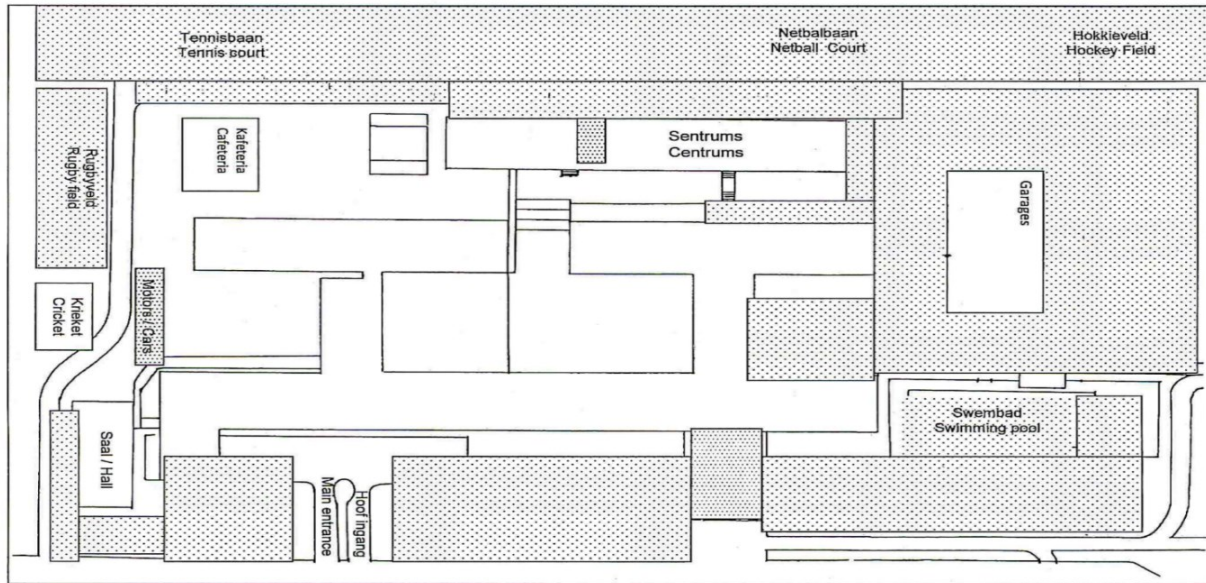 Tennisbaan
Tennis court
Netbalbaan
Netball Court
Hokkieveld
Hockey Field
Rugbyveld
Rugby field
Kafeteria
Cafeteria
Sentrums
Centrums
Garages
Krieket
Cricket
Motors / Cars
Saal / Hall
Swembad
Swimming pool
Hoof ingang
Main entrance